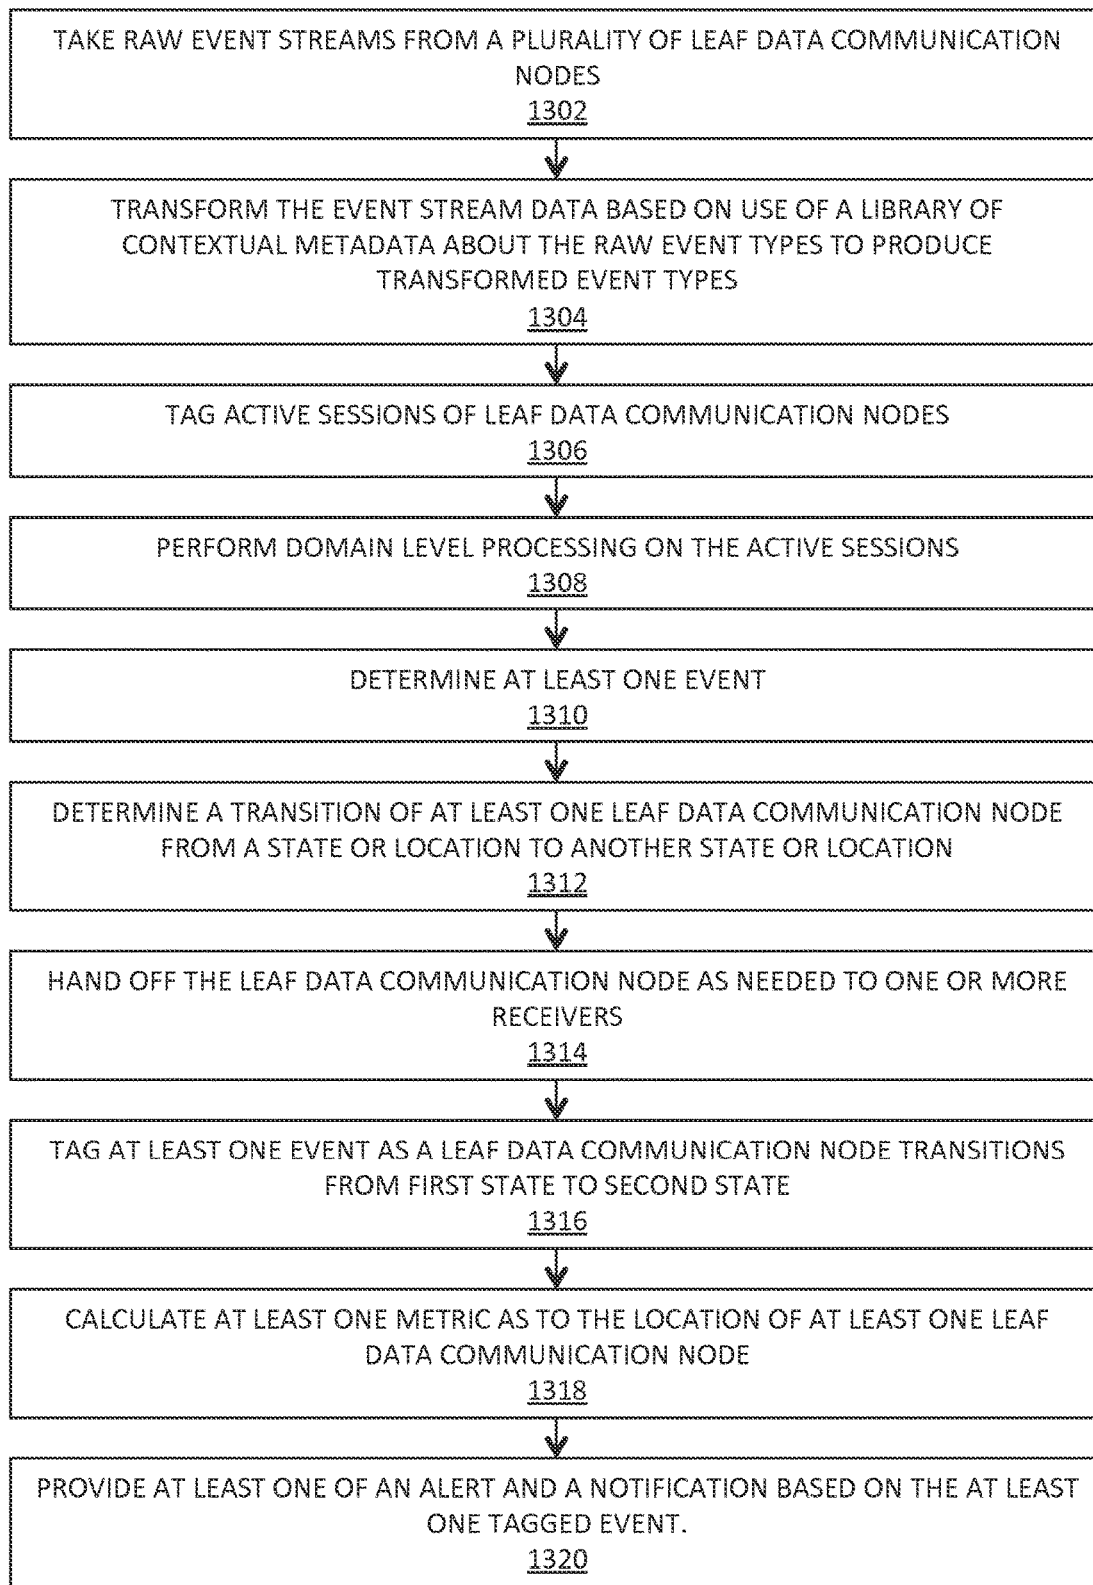 TAKE RAW EVENT STREAMS FROM A PLURALITY OF LEAF DATA COMMUNICATION
NODES
1302
TRANSFORM THE EVENT STREAM DATA BASED ON USE OF A LIBRARY OF
CONTEXTUAL METADATA ABOUT THE RAW EVENT TYPES TO PRODUCE
TRANSFORMED EVENT TYPES
1304
TAG ACTIVE SESSIONS OF LEAF DATA COMMUNICATION NODES
1306
PERFORM DOMAIN LEVEL PROCESSING ON THE ACTIVE SESSIONS
1308
DETERMINE AT LEAST ONE EVENT
1310
DETERMINE A TRANSITION OF AT LEAST ONE LEAF DATA COMMUNICATION NODE
FROM A STATE OR LOCATION TO ANOTHER STATE OR LOCATION
1312
HAND OFF THE LEAF DATA COMMUNICATION NODE AS NEEDED TO ONE OR MORE
RECEIVERS
1314
TAG AT LEAST ONE EVENT AS A LEAF DATA COMMUNICATION NODE TRANSITIONS
FROM FIRST STATE TO SECOND STATE
1316
CALCULATE AT LEAST ONE METRIC AS TO THE LOCATION OF AT LEAST ONE LEAF
DATA COMMUNICATION NODE
1318
PROVIDE AT LEAST ONE OF AN ALERT AND A NOTIFICATION BASED ON THE AT LEAST
ONE TAGGED EVENT.
1320